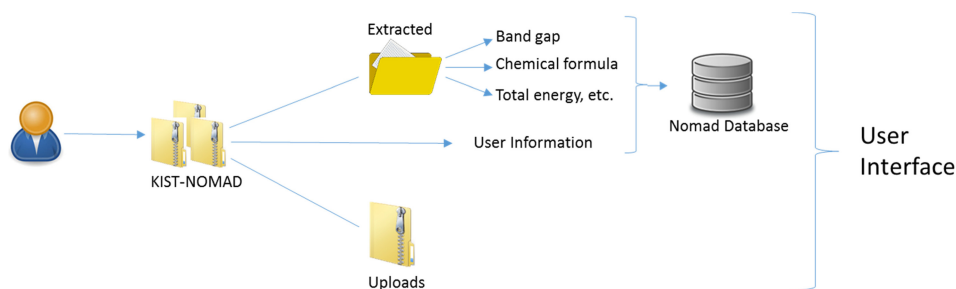 Extracted
Band gap
Chemical formula
Total energy, etc.
Nomad Database
User Information
KIST-NOMAD
Uploads
User
Interface